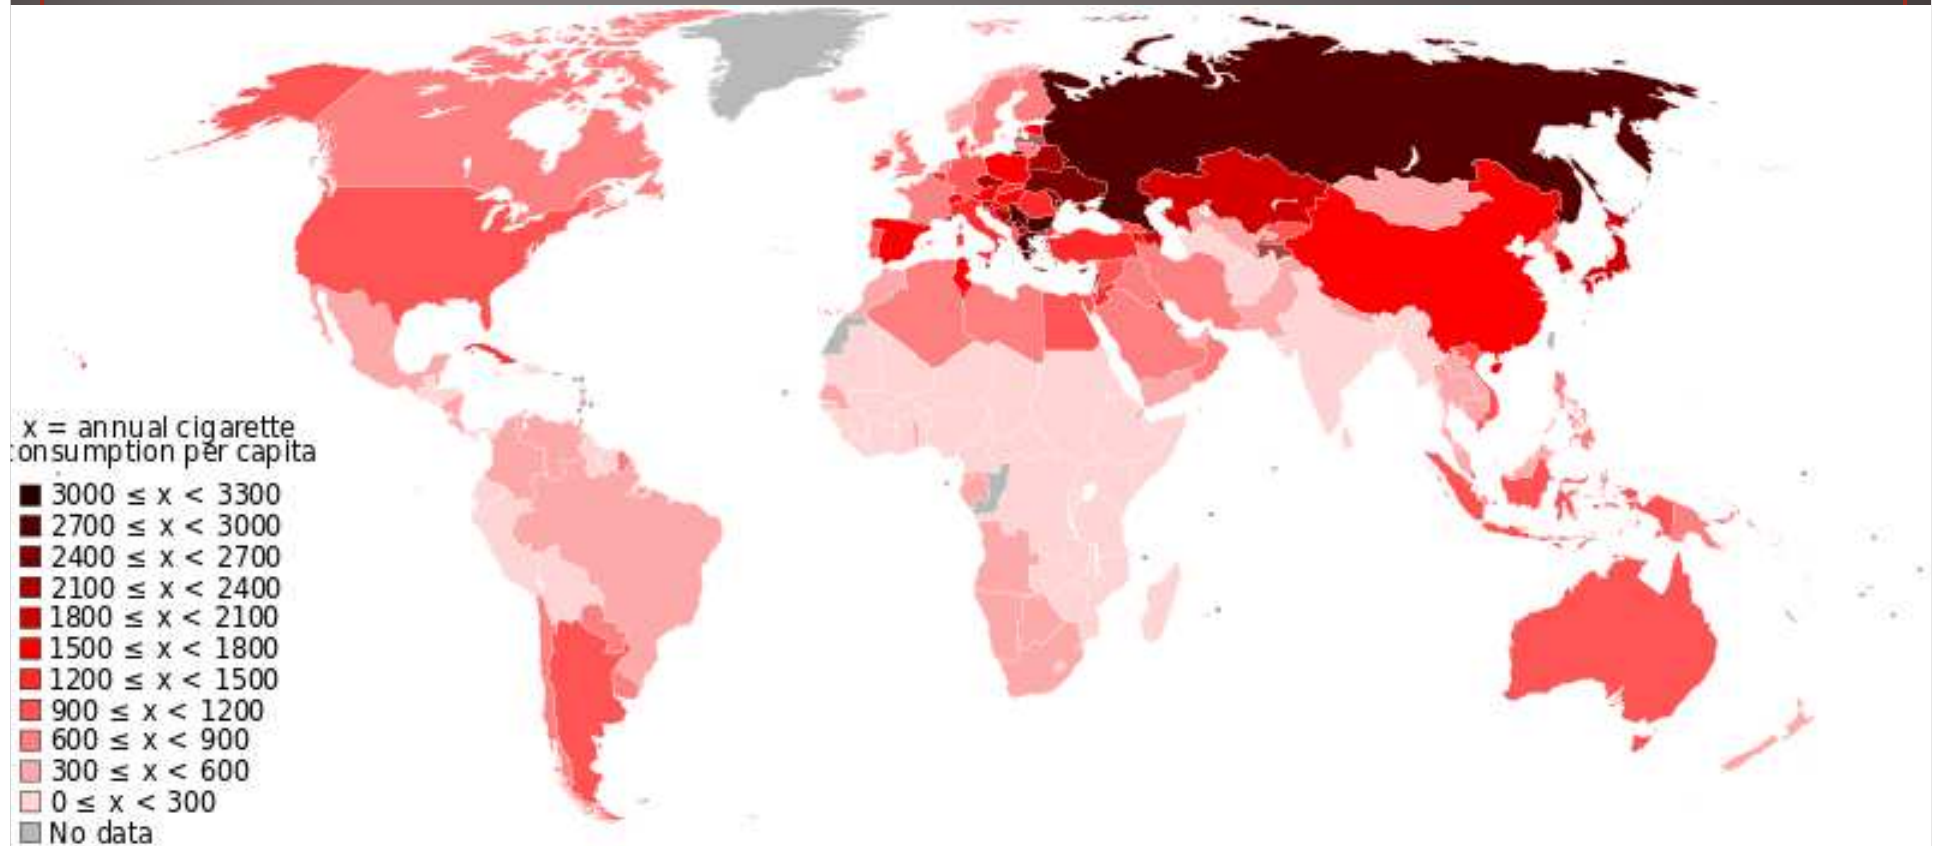 x = annual cigarette
consumption per capita
3000 ≤ x < 3300
2700 ≤ x < 3000
2400 ≤ x < 2700
2100 ≤ x < 2400
1800 ≤ x < 2100
1500 ≤ x < 1800
1200 ≤ x < 1500
900 ≤ x < 1200
600 ≤ x < 900
300 ≤ x < 600
0 ≤ x < 300
No data